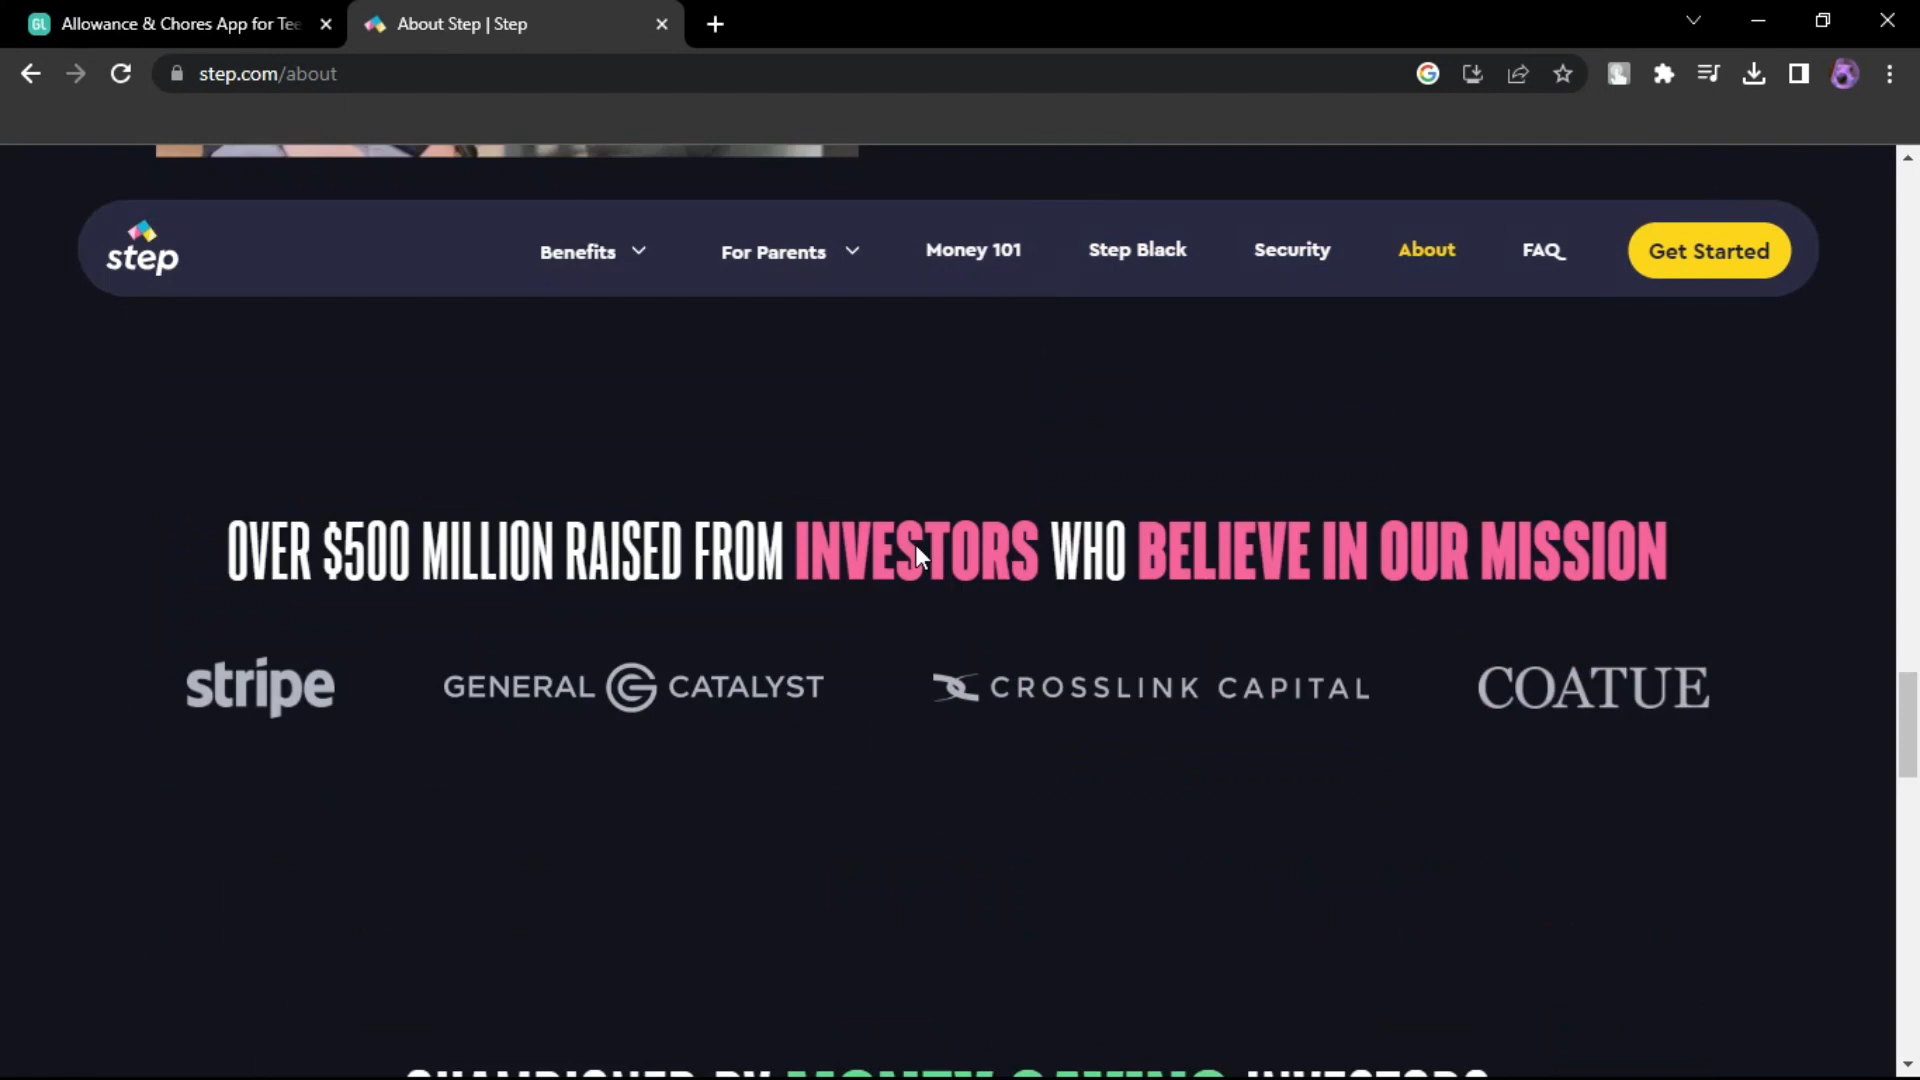 GL Allowance & Chores App for Tee
About Step | Step
step.com/about
step
Benefits
For Parents
Money 101
Step Black
Security
About
FAQ
Get Started
OVER $500 MILLION RAISED FROM INVESTORS WHO BELIEVE IN OUR MISSION
stripe
GENERAL GC CATALYST
CROSSLINK CAPITAL
COATUE